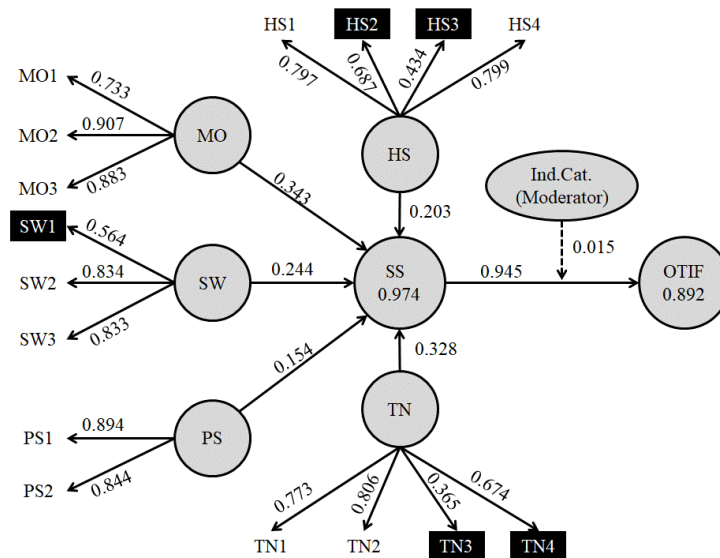 HS1
HS2
HS3
HS4
0.797
0.687
0.434
0.799
MO1
MO2
MO3
0.733
0.907
0.883
MO
HS
Ind.Cat.
(Moderator)
0.343
0.203
0.015
SW1
SW2
SW3
0.564
0.834
0.833
SW
0.244
SS
0.974
0.945
OTIF
0.892
0.154
0.328
PS1
PS2
0.894
0.844
PS
TN
0.773
0.806
0.365
0.674
TN1
TN2
TN3
TN4